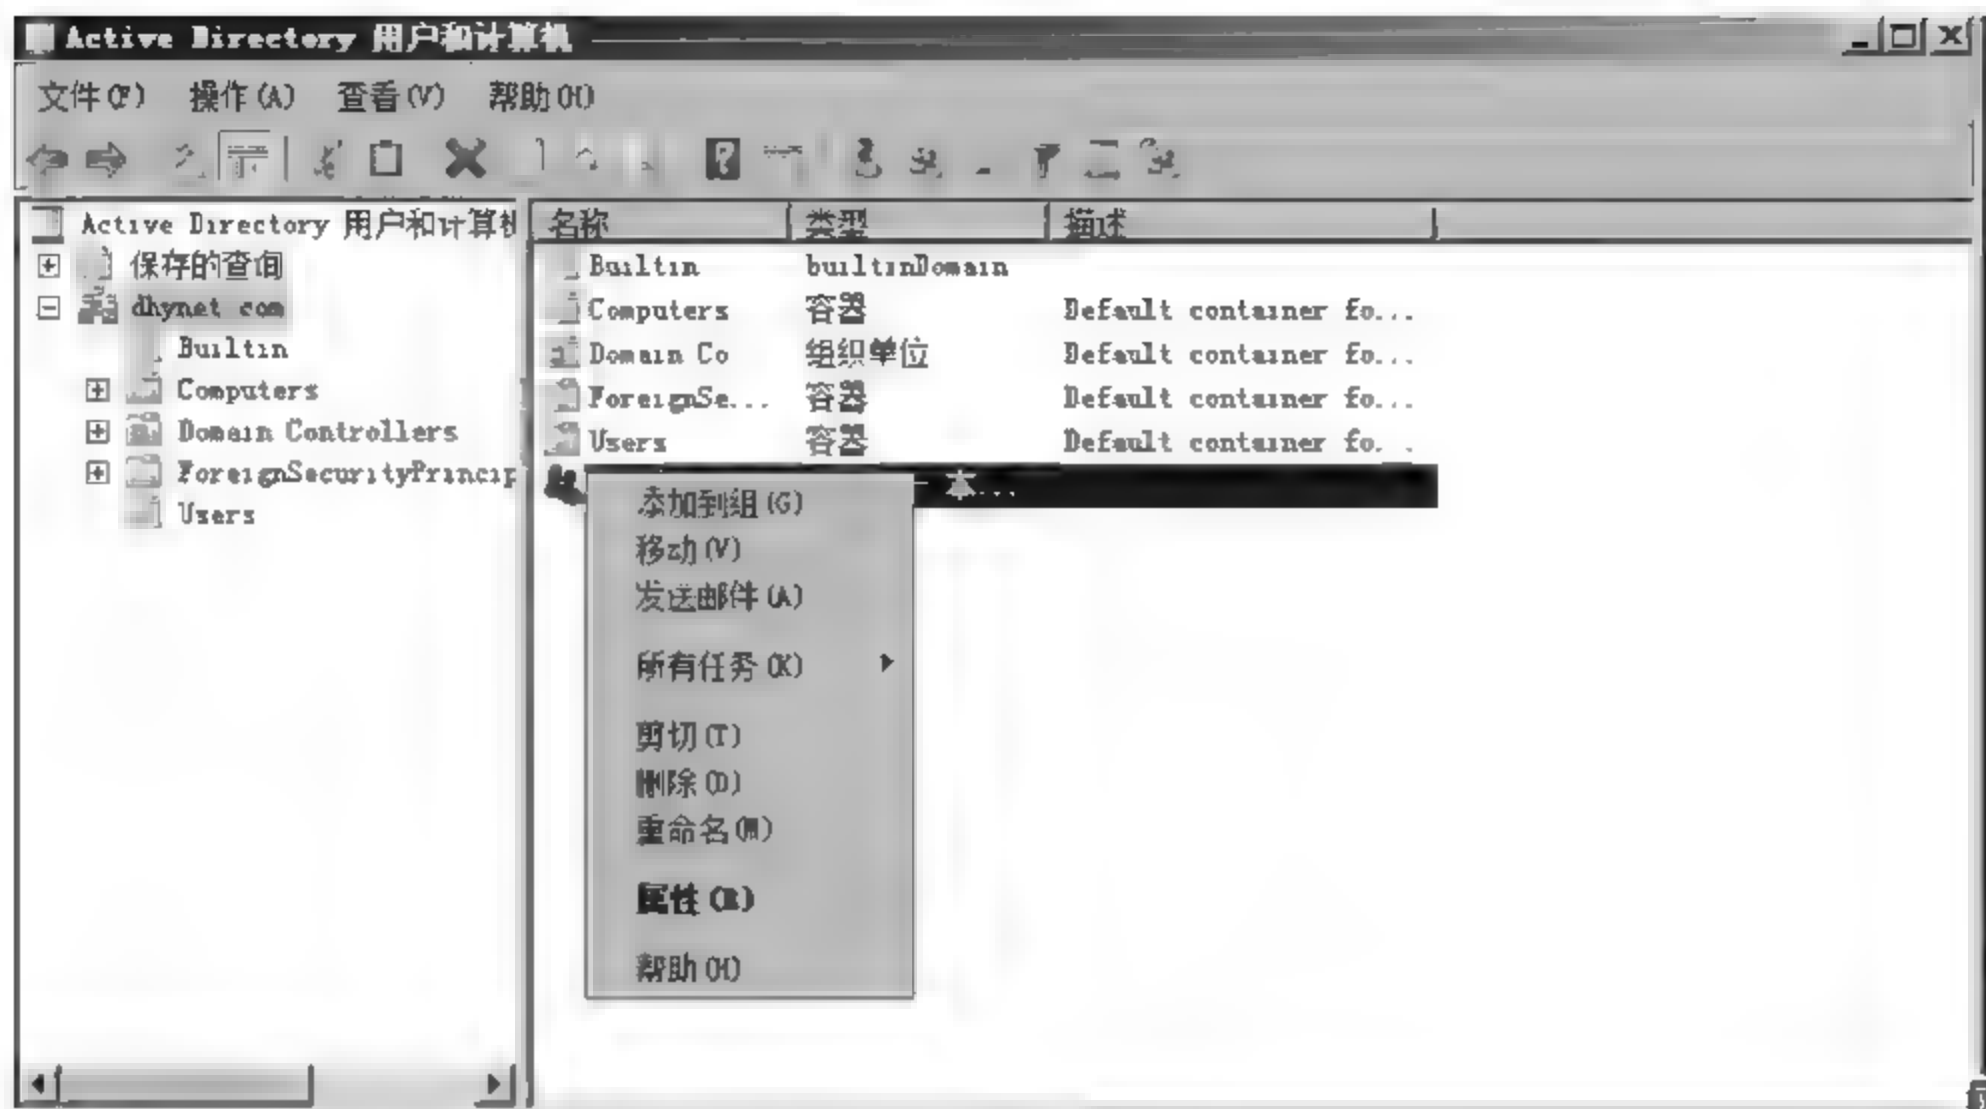 Active Directory 用户和计算机
文件(F) 操作(A) 查看(V) 帮助(H)
Active Directory 用户和计算机
保存的查询
dhynet com
Builtin
Computers
Domain Controllers
ForeignSecurityPrincip
Users
名称 类型 描述
Builtin builtinDomain
Computers 容器 Default container fo...
Domain Co 组织单位 Default container fo...
ForeignSe... 容器 Default container fo...
Users 容器 Default container fo...
本...
添加到组(G)
移动(V)
发送邮件(A)
所有任务(K)
剪切(T)
删除(D)
重命名(M)
属性(R)
帮助(H)